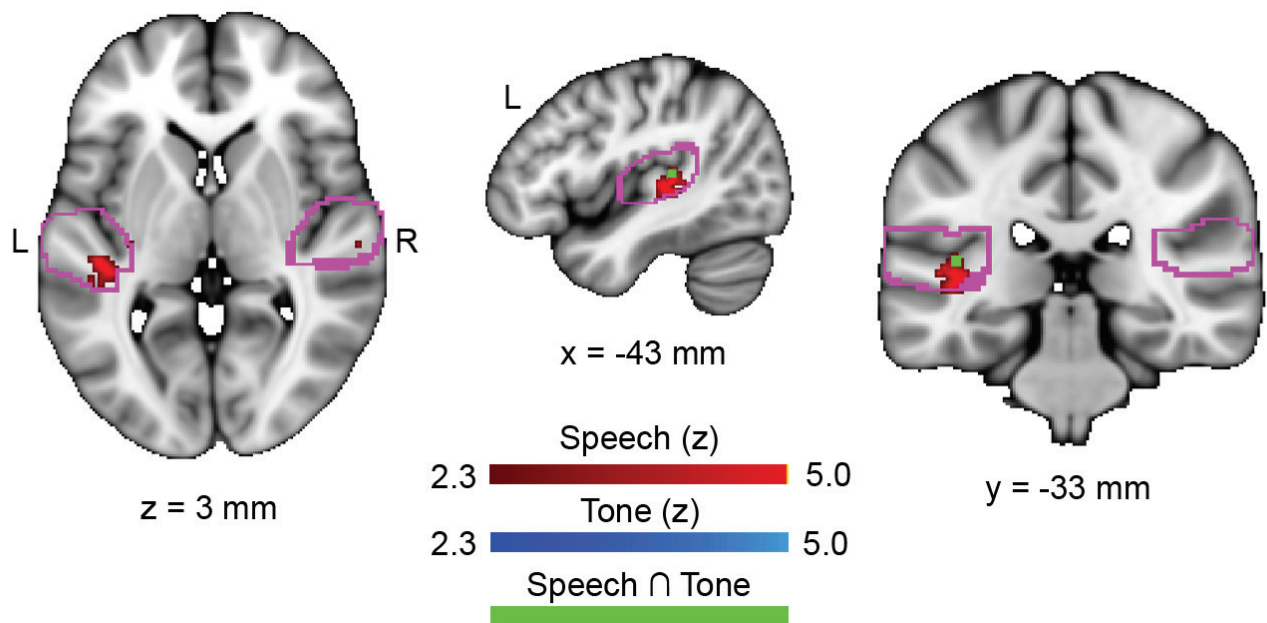 L
R
z = 3 mm
L
x = -43 mm
y = -33 mm
Speech (z)
2.3 5.0
Tone (z)
2.3 5.0
Speech ∩ Tone